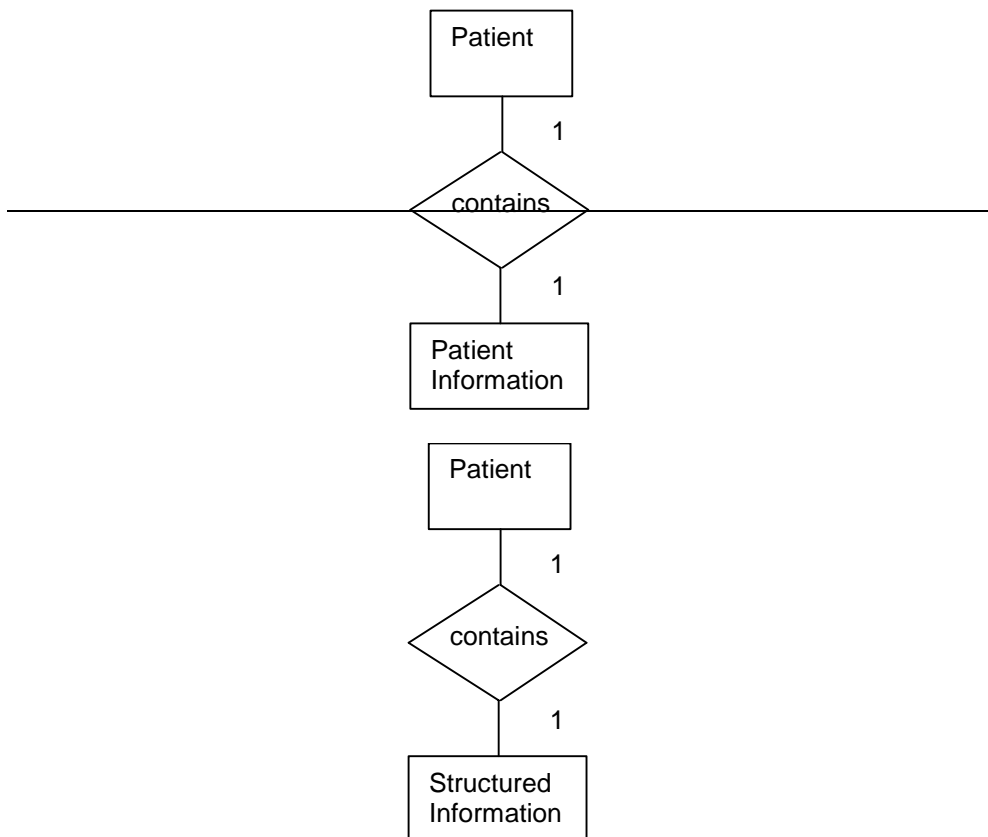 Patient
1
contains
1
Patient
Information
Patient
1
contains
1
Structured
Information